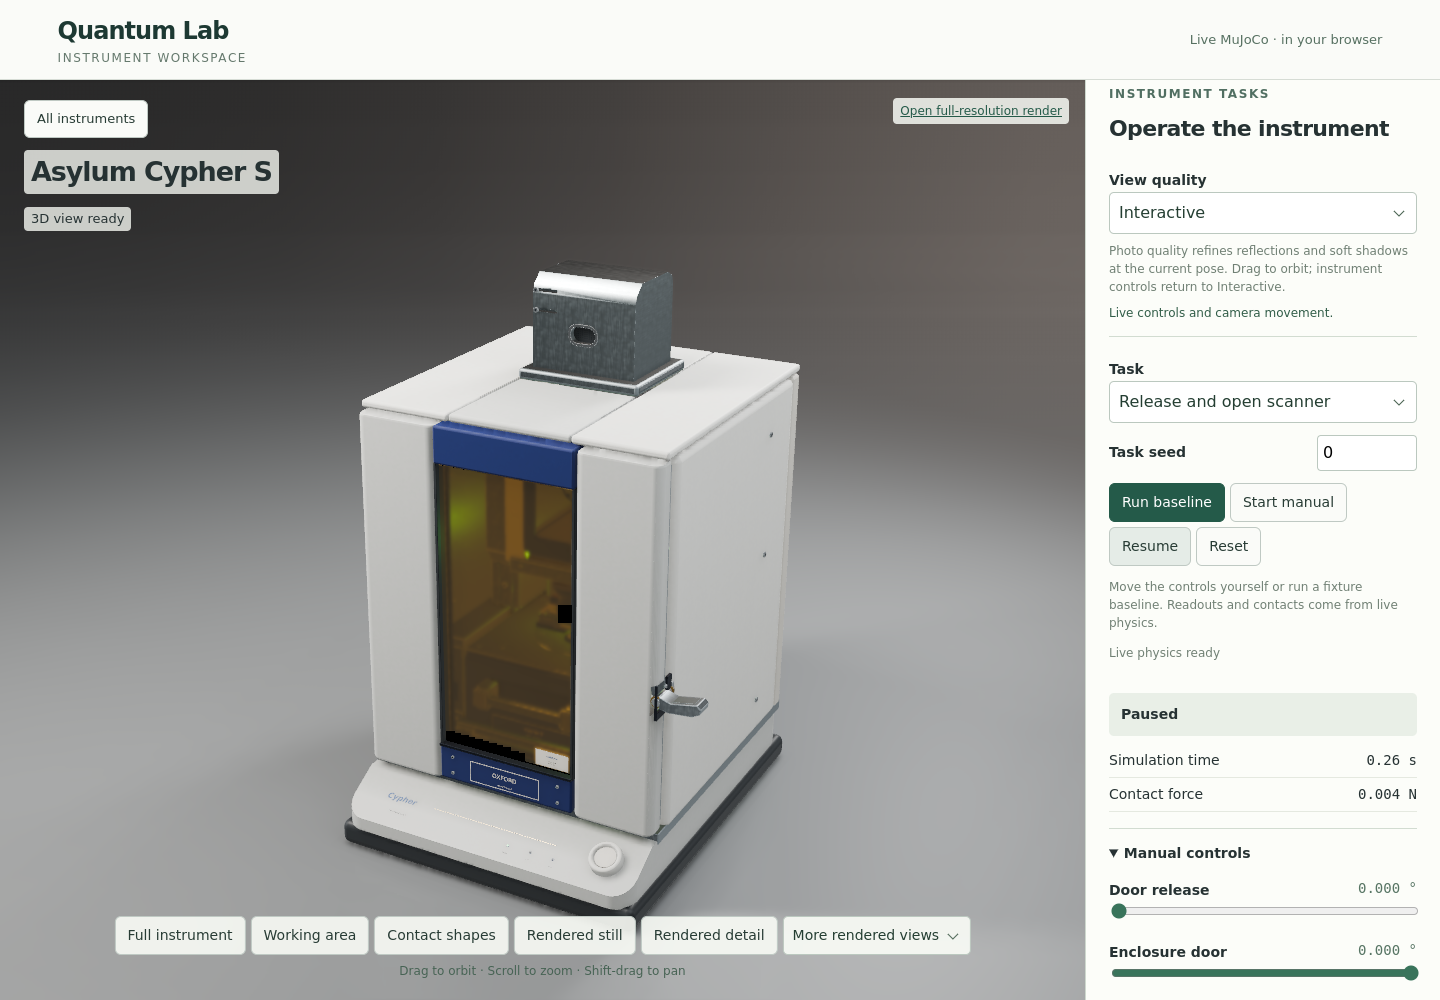 Quantum Lab
INSTRUMENT WORKSPACE
Live MuJoCo · in your browser
All instruments
Open full-resolution render
Asylum Cypher S
3D view ready
OXFORD
Cypher
Full instrument
Working area
Contact shapes
Rendered still
Rendered detail
More rendered views
Drag to orbit · Scroll to zoom · Shift-drag to pan
INSTRUMENT TASKS
Operate the instrument
View quality
Interactive
Photo quality refines reflections and soft shadows
at the current pose. Drag to orbit; instrument
controls return to Interactive.
Live controls and camera movement.
Task
Release and open scanner
Task seed 0
Run baseline
Start manual
Resume
Reset
Move the controls yourself or run a fixture
baseline. Readouts and contacts come from live
physics.
Live physics ready
Paused
Simulation time 0.26 s
Contact force 0.004 N
▼ Manual controls
Door release 0.000 °
Enclosure door 0.000 °